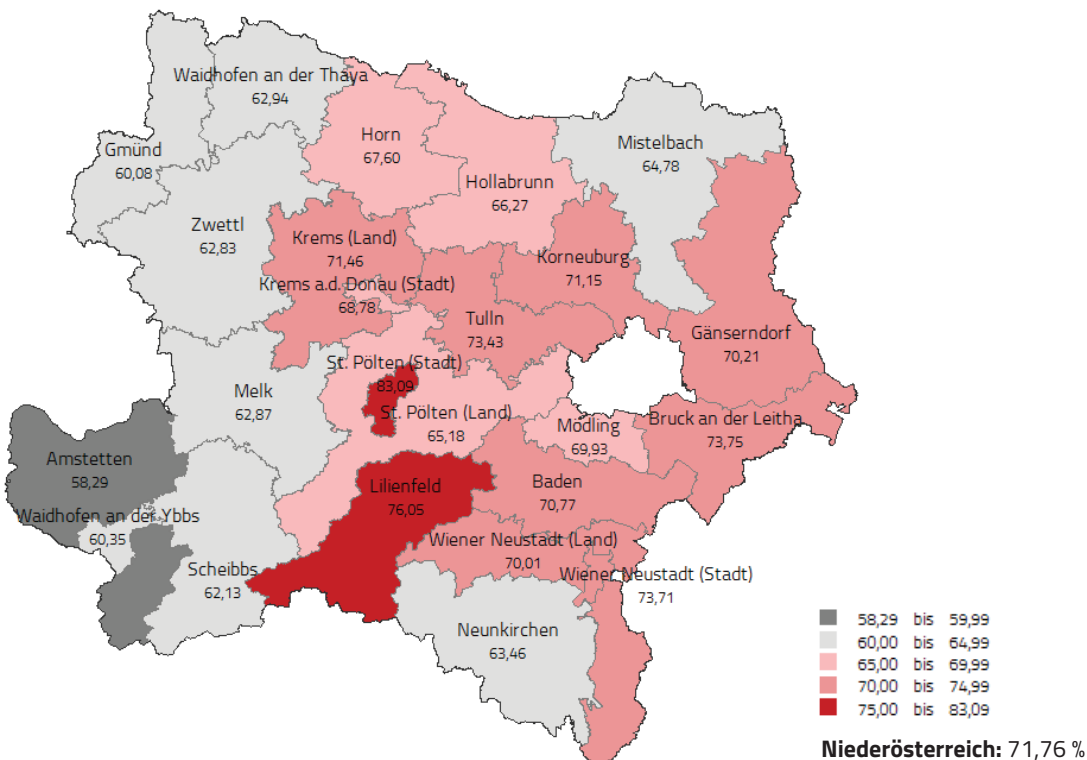 Waidhofen an der Thaya
62,94
Horn
67,60
Mistelbach
64,78
Gmünd
60,08
Hollabrunn
66,27
Zwettl
62,83
Krems (Land)
71,46
Korneuburg
71,15
Krems a.d. Donau (Stadt)
68,78
Tulln
73,43
Gänserndorf
70,21
St. Pölten (Stadt)
83,09
Melk
62,87
St. Pölten (Land)
65,18
Mödling
69,93
Bruck an der Leitha
73,75
Amstetten
58,29
Lilienfeld
76,05
Baden
70,77
Waidhofen an der Ybbs
60,35
Wiener Neustadt (Land)
70,01
Scheibbs
62,13
Wiener Neustadt (Stadt)
73,71
Neunkirchen
63,46
58,29 bis 59,99
60,00 bis 64,99
65,00 bis 69,99
70,00 bis 74,99
75,00 bis 83,09
Niederösterreich: 71,76 %